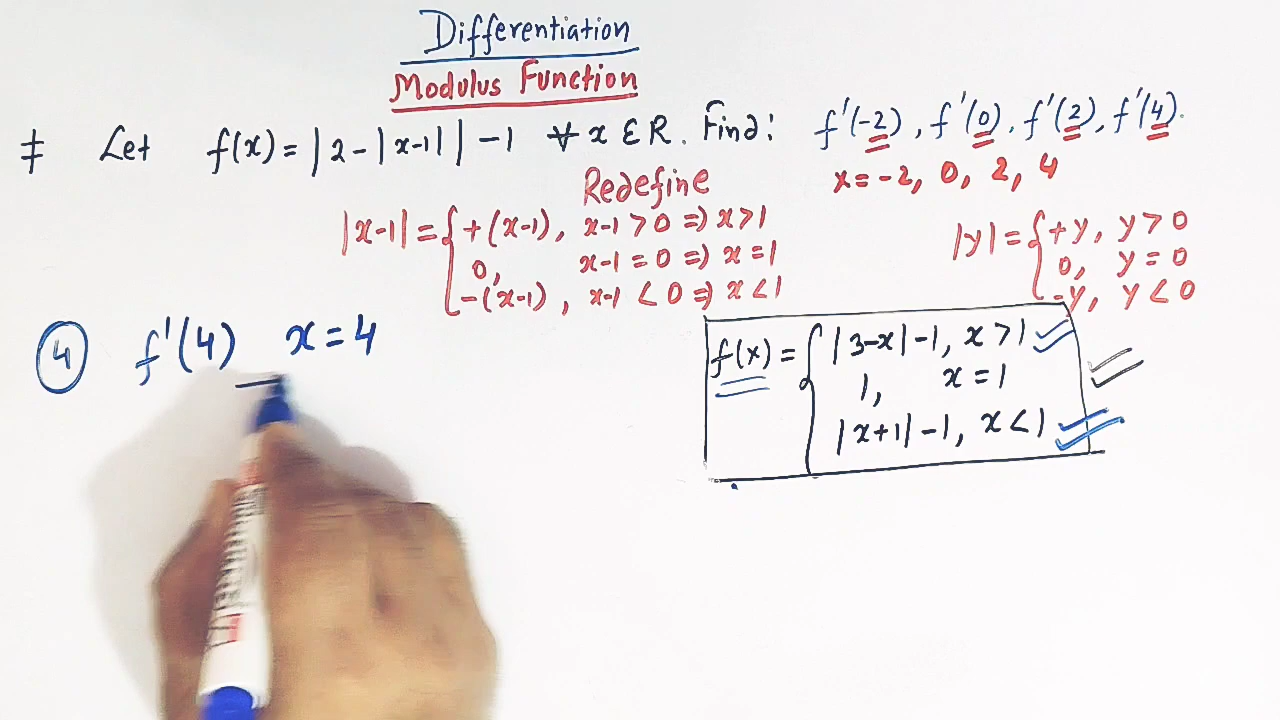 Differentiation
Modulus Function
# Let f(x) = |2-|x-1||-1 ∀ x ∈ R. Find: f'(-2), f'(0), f'(2), f'(4).
x = -2, 0, 2, 4
Redefine
|x-1| = { +(x-1), x-1 > 0 => x > 1
0, x-1 = 0 => x = 1
-(x-1), x-1 < 0 => x < 1
|y| = { +y, y > 0
0, y = 0
-y, y < 0
④ f'(4) x = 4
f(x) = { |3-x|-1, x > 1
1, x = 1
|x+1|-1, x < 1